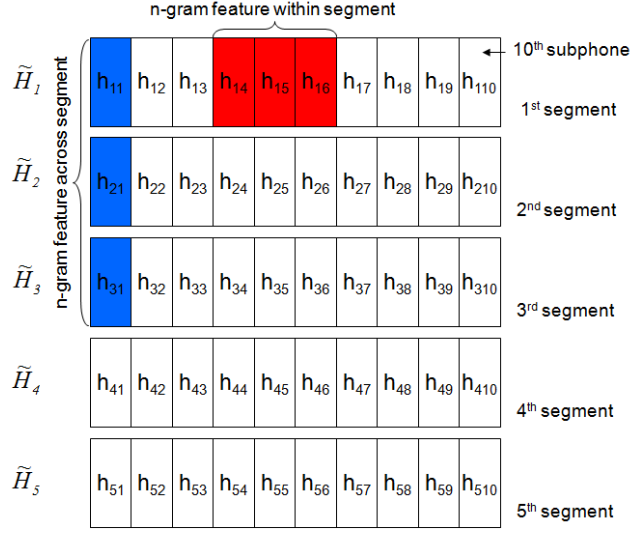 n-gram feature within segment
n-gram feature across segment
H̃₁ h₁₁ h₁₂ h₁₃ h₁₄ h₁₅ h₁₆ h₁₇ h₁₈ h₁₉ h₁₁₀
10ᵗʰ subphone
1ˢᵗ segment
H̃₂ h₂₁ h₂₂ h₂₃ h₂₄ h₂₅ h₂₆ h₂₇ h₂₈ h₂₉ h₂₁₀
2ⁿᵈ segment
H̃₃ h₃₁ h₃₂ h₃₃ h₃₄ h₃₅ h₃₆ h₃₇ h₃₈ h₃₉ h₃₁₀
3ʳᵈ segment
H̃₄ h₄₁ h₄₂ h₄₃ h₄₄ h₄₅ h₄₆ h₄₇ h₄₈ h₄₉ h₄₁₀
4ᵗʰ segment
H̃₅ h₅₁ h₅₂ h₅₃ h₅₄ h₅₅ h₅₆ h₅₇ h₅₈ h₅₉ h₅₁₀
5ᵗʰ segment